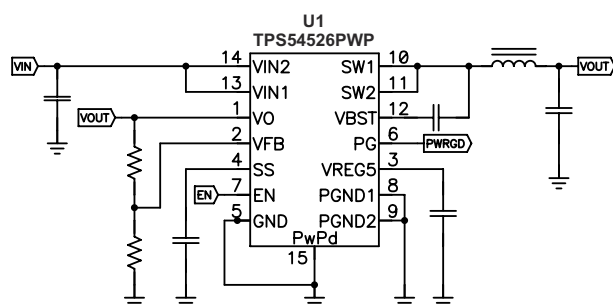 U1
TPS54526PWP
VIN
14 VIN2 SW1 10 VOUT
13 VIN1 SW2 11
VOUT 1 VO VBST 12
2 VFB PG 6 PWRGD
4 SS VREG5 3
EN 7 EN PGND1 8
5 GND PGND2 9
PwPd
15